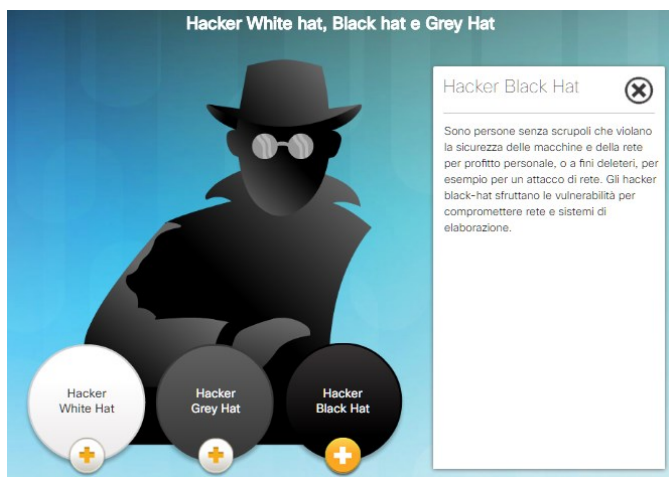 Hacker White hat, Black hat e Grey Hat
Hacker Black Hat
Sono persone senza scrupoli che violano
la sicurezza delle macchine e della rete
per profitto personale, o a fini deleteri, per
esempio per un attacco di rete. Gli hacker
black-hat sfruttano le vulnerabilità per
compromettere rete e sistemi di
elaborazione.
Hacker
White Hat
Hacker
Grey Hat
Hacker
Black Hat